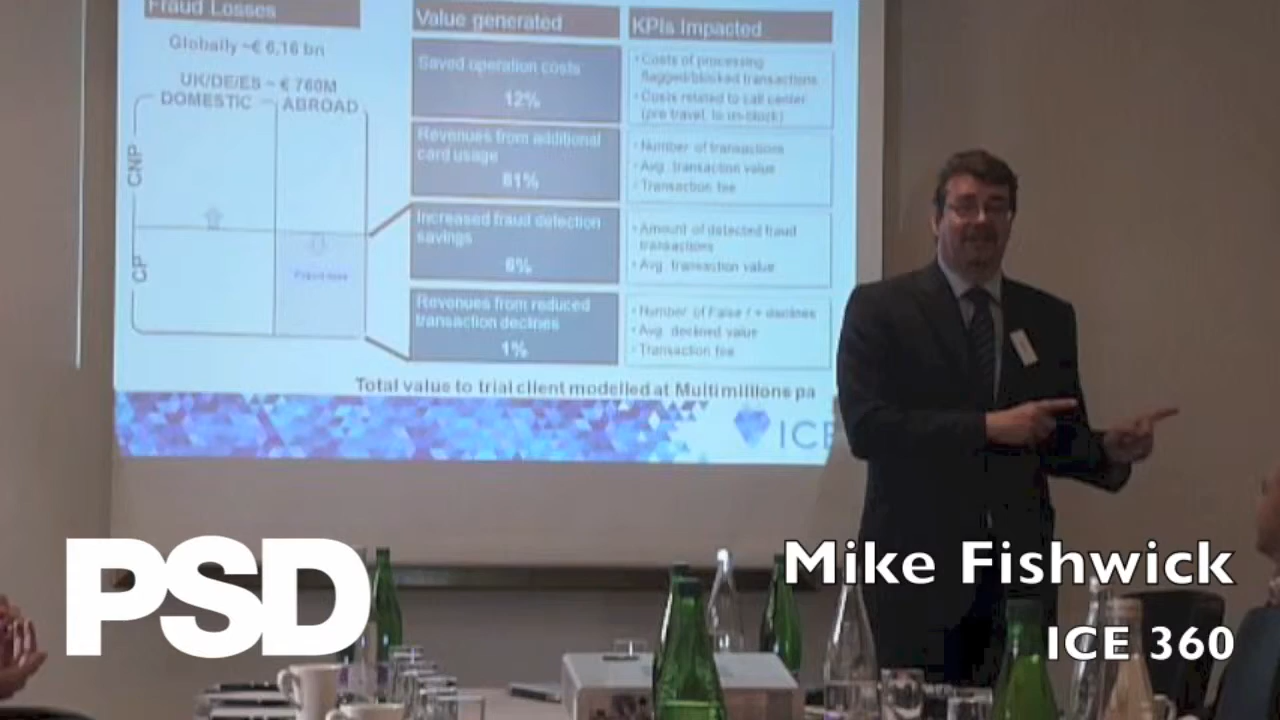 Fraud Losses
Globally ~€ 6,16 bn
UK/DE/ES ~ € 760M
DOMESTIC
ABROAD
CNP
CP
Value generated
KPIs Impacted
Saved operation costs
12%
• Costs of processing
flagged/blocked transactions
• Costs related to call center
(pre travel, to un-block)
Revenues from additional
card usage
81%
• Number of transactions
• Avg. transaction value
• Transaction fee
Increased fraud detection
savings
6%
• Amount of detected fraud
transactions
• Avg. transaction value
Revenues from reduced
transaction declines
1%
• Number of False / + declines
• Avg. declined value
• Transaction fee
Total value to trial client modelled at Multimillions pa
ICE
PSD
Mike Fishwick
ICE 360